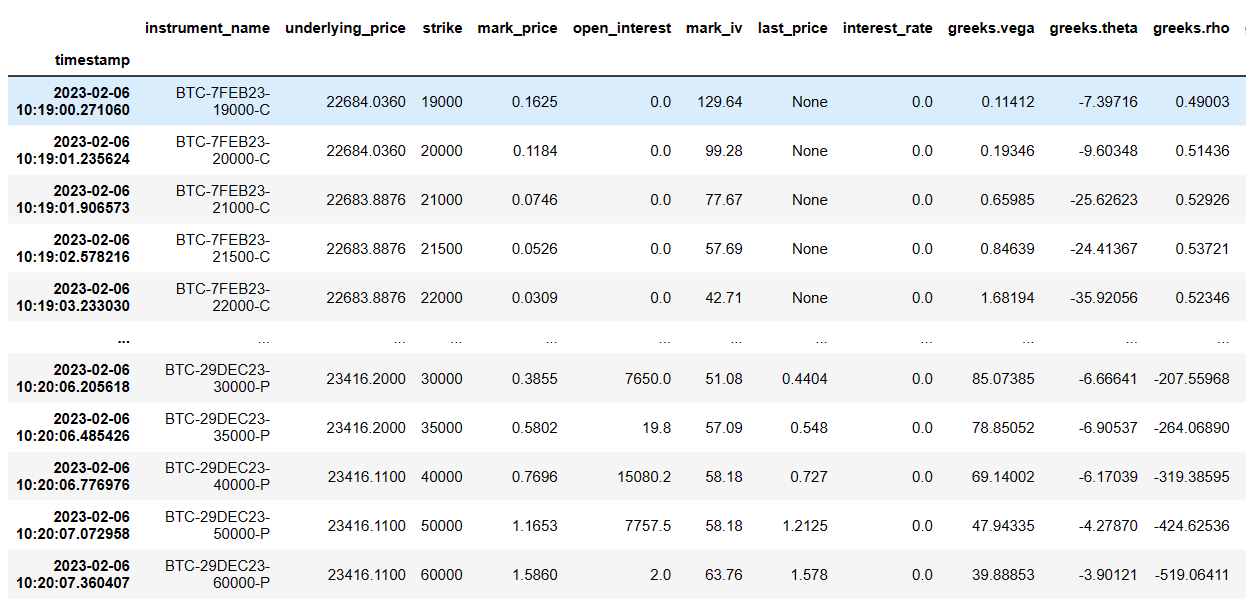 instrument_name underlying_price strike mark_price open_interest mark_iv last_price interest_rate greeks.vega greeks.theta greeks.rho
timestamp
2023-02-06 BTC-7FEB23-
10:19:00.271060 19000-C 22684.0360 19000 0.1625 0.0 129.64 None 0.0 0.11412 -7.39716 0.49003
2023-02-06 BTC-7FEB23-
10:19:01.235624 20000-C 22684.0360 20000 0.1184 0.0 99.28 None 0.0 0.19346 -9.60348 0.51436
2023-02-06 BTC-7FEB23-
10:19:01.906573 21000-C 22683.8876 21000 0.0746 0.0 77.67 None 0.0 0.65985 -25.62623 0.52926
2023-02-06 BTC-7FEB23-
10:19:02.578216 21500-C 22683.8876 21500 0.0526 0.0 57.69 None 0.0 0.84639 -24.41367 0.53721
2023-02-06 BTC-7FEB23-
10:19:03.233030 22000-C 22683.8876 22000 0.0309 0.0 42.71 None 0.0 1.68194 -35.92056 0.52346
... ... ... ... ... ... ... ... ... ... ... ...
2023-02-06 BTC-29DEC23-
10:20:06.205618 30000-P 23416.2000 30000 0.3855 7650.0 51.08 0.4404 0.0 85.07385 -6.66641 -207.55968
2023-02-06 BTC-29DEC23-
10:20:06.485426 35000-P 23416.2000 35000 0.5802 19.8 57.09 0.548 0.0 78.85052 -6.90537 -264.06890
2023-02-06 BTC-29DEC23-
10:20:06.776976 40000-P 23416.1100 40000 0.7696 15080.2 58.18 0.727 0.0 69.14002 -6.17039 -319.38595
2023-02-06 BTC-29DEC23-
10:20:07.072958 50000-P 23416.1100 50000 1.1653 7757.5 58.18 1.2125 0.0 47.94335 -4.27870 -424.62536
2023-02-06 BTC-29DEC23-
10:20:07.360407 60000-P 23416.1100 60000 1.5860 2.0 63.76 1.578 0.0 39.88853 -3.90121 -519.06411